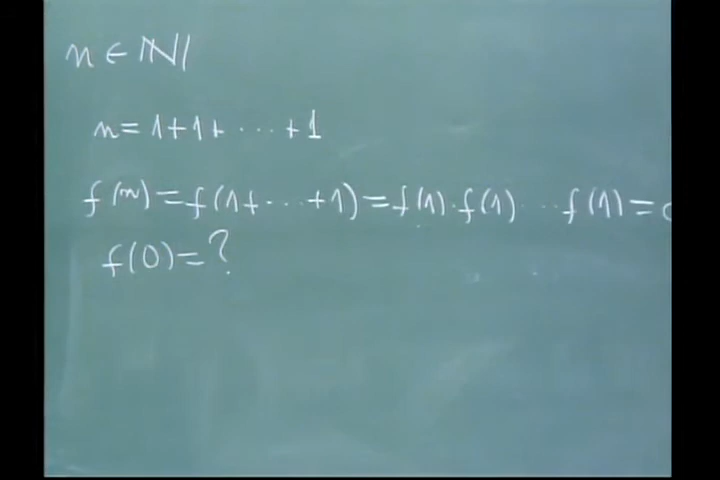 n ∈ ℕ
n = 1+1+ ⋯ +1
f(n) = f(1+ ⋯ +1) = f(1) · f(1) ⋯ f(1) =
f(0) = ?